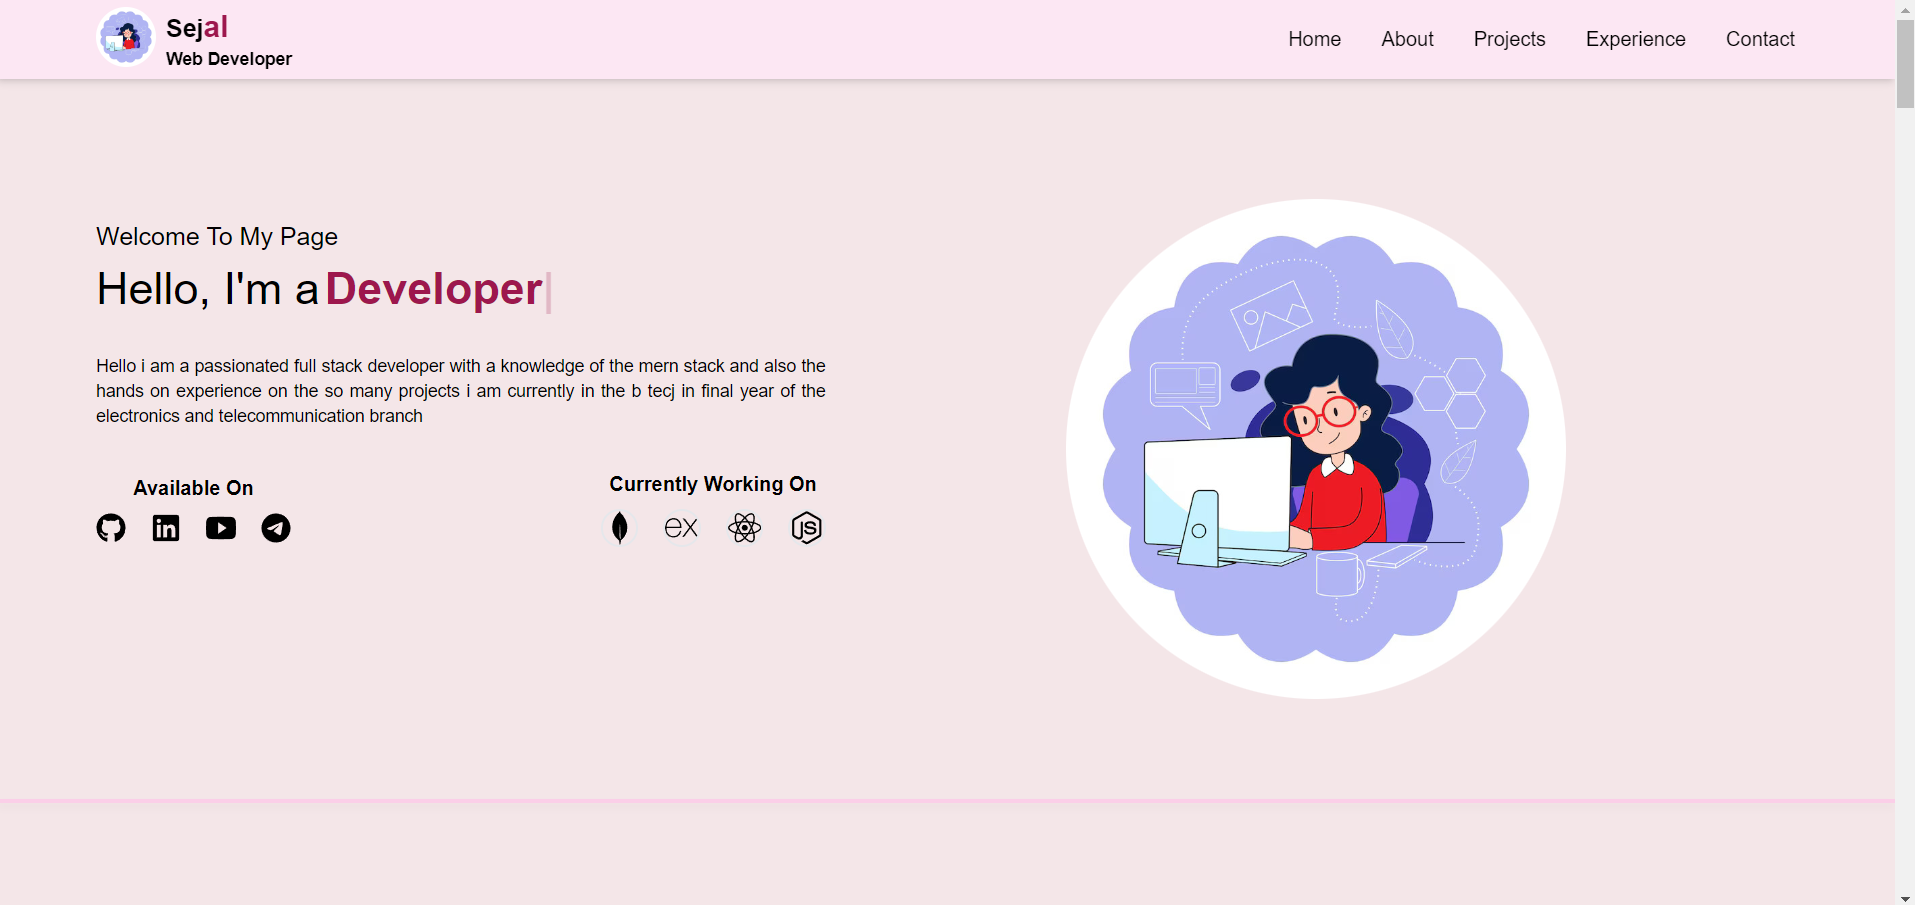 Sejal
Web Developer
Home About Projects Experience Contact
Welcome To My Page
Hello, I'm a Developer
Hello i am a passionated full stack developer with a knowledge of the mern stack and also the
hands on experience on the so many projects i am currently in the b tecj in final year of the
electronics and telecommunication branch
Available On
Currently Working On
in
ex
JS